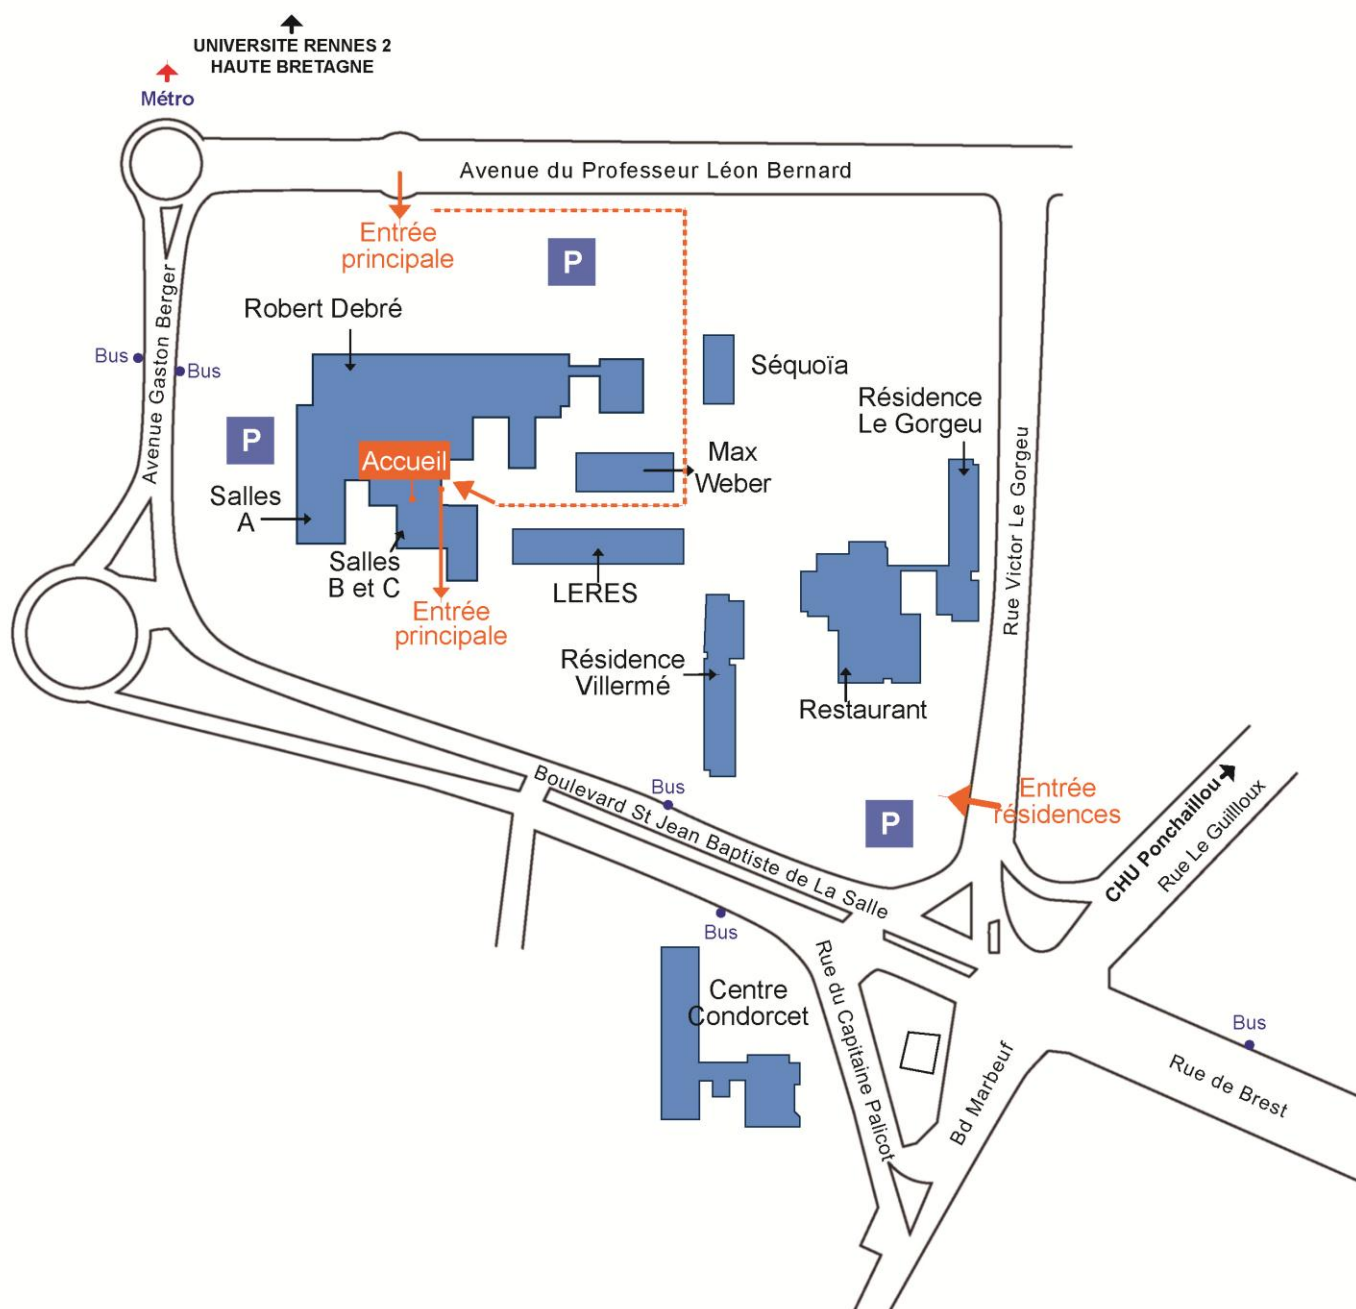 UNIVERSITE RENNES 2
HAUTE BRETAGNE
Métro
Avenue du Professeur Léon Bernard
Entrée
principale
P
Robert Debré
Avenue Gaston Berger
Bus
Bus
P
Séquoïa
Résidence
Le Gorgeu
Accueil
Max
Weber
Salles
A
Salles
B et C
LERES
Entrée
principale
Rue Victor Le Gorgeu
Résidence
Villermé
Restaurant
Boulevard St Jean Baptiste de La Salle
Bus
P
Entrée
résidences
CHU Ponchaillou
Rue Le Guillloux
Bus
Centre
Condorcet
Rue du Capitaine Palicot
Bd Marbeuf
Bus
Rue de Brest